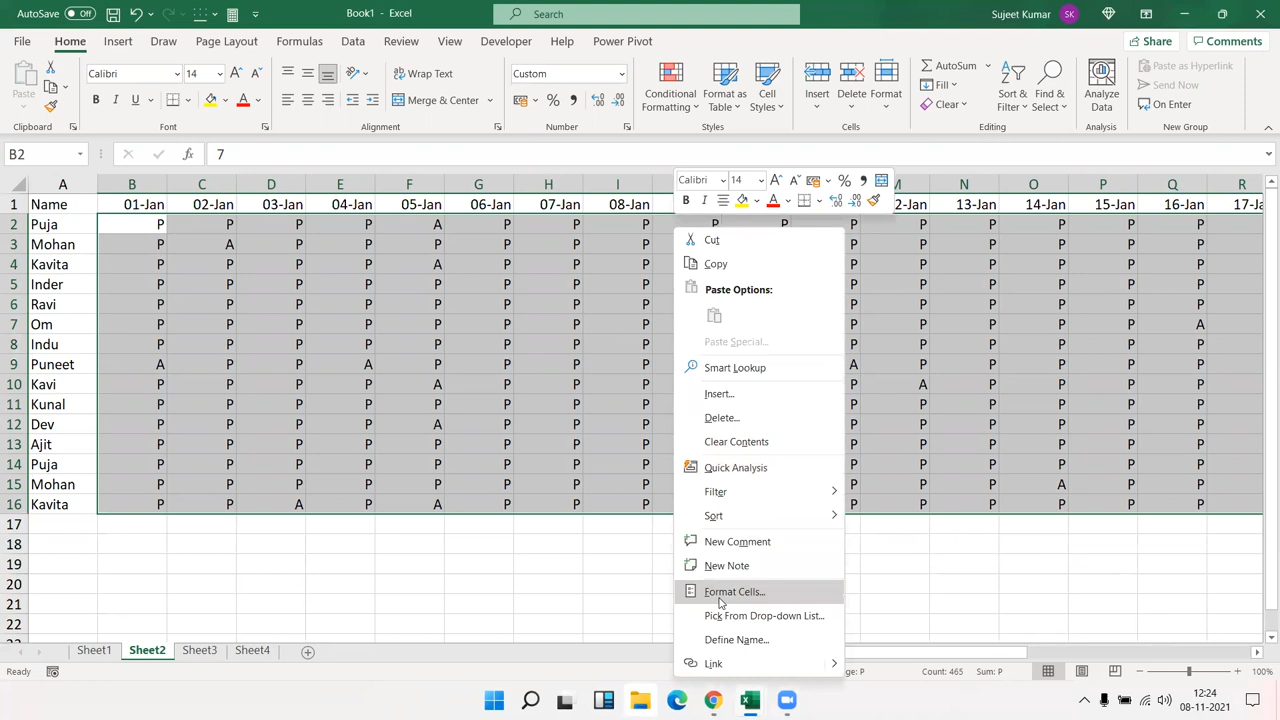 AutoSave Off Book1 - Excel Search Sujeet Kumar SK
File Home Insert Draw Page Layout Formulas Data Review View Developer Help Power Pivot Share Comments
Paste Calibri 14 Wrap Text Custom Conditional Formatting Format as Table Cell Styles Insert Delete Format AutoSum Fill Clear Sort & Filter Find & Select Analyze Data Paste as Hyperlink Send Now On Enter
B I U Merge & Center
Clipboard Font Alignment Number Styles Cells Editing Analysis New Group
B2 fx 7
Calibri 14
B I
A B C D E F G H I M N O P Q R
1 Name 01-Jan 02-Jan 03-Jan 04-Jan 05-Jan 06-Jan 07-Jan 08-Jan 2-Jan 13-Jan 14-Jan 15-Jan 16-Jan 17-Ja
2 Puja P P P P A P P P P P P P P P P
3 Mohan P A P P P P P P P P P P P
4 Kavita P P P P A P P P P P P P P
5 Inder P P P P P P P P P P P P P
6 Ravi P P P P P P P P P P P P P
7 Om P P P P P P P P P P P P A
8 Indu P P P P P P P P P P P P P
9 Puneet A P P A P P P P A P P P P
10 Kavi P P P P A P P P P A P P P
11 Kunal P P P P P P P P P P P P P
12 Dev P P P P A P P P P P P P P
13 Ajit P P P P P P P P P P P P P
14 Puja P P P P P P P P P P P P P
15 Mohan P P P P P P P P P P A P P
16 Kavita P P A P A P P P P P P P P
17
18
19
20
21
22
Cut
Copy
Paste Options:
Paste Special...
Smart Lookup
Insert...
Delete...
Clear Contents
Quick Analysis
Filter
Sort
New Comment
New Note
Format Cells...
Pick From Drop-down List...
Define Name...
Link
Sheet1 Sheet2 Sheet3 Sheet4
Ready Count: 465 Sum: P 100%
12:24
08-11-2021